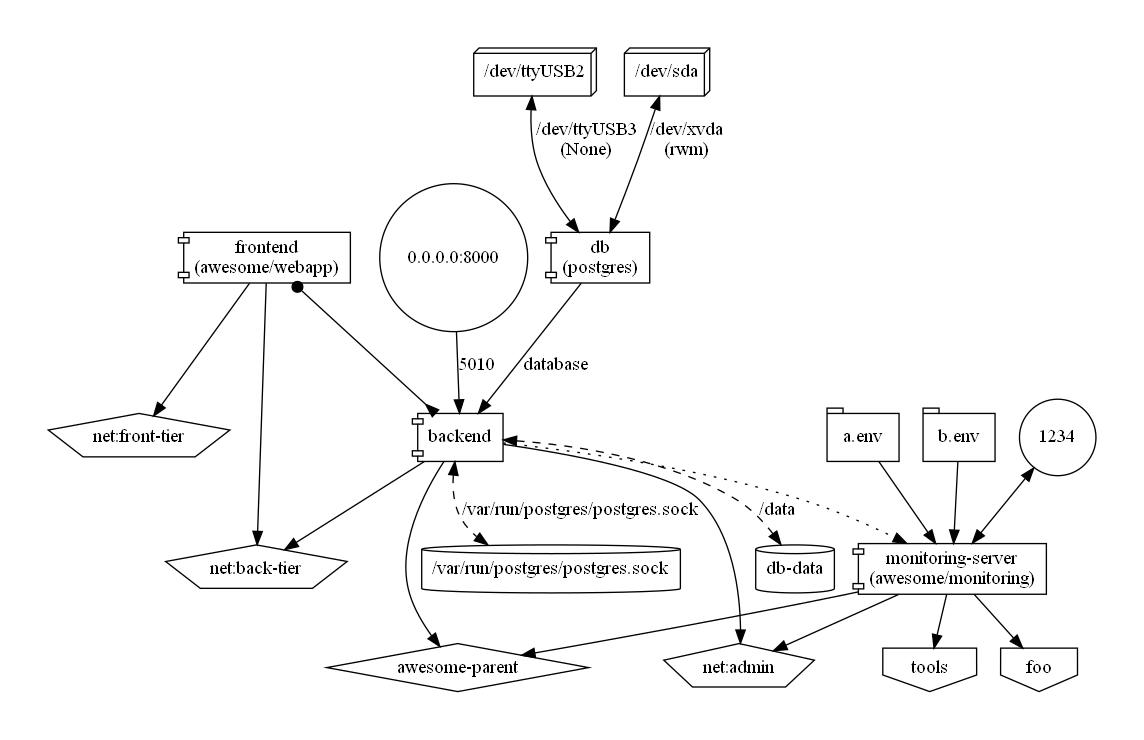 /dev/ttyUSB2
/dev/sda
/dev/ttyUSB3
(None)
/dev/xvda
(rwm)
frontend
(awesome/webapp)
0.0.0.0:8000
db
(postgres)
5010
database
net:front-tier
backend
a.env
b.env
1234
/var/run/postgres/postgres.sock
/data
net:back-tier
/var/run/postgres/postgres.sock
db-data
monitoring-server
(awesome/monitoring)
awesome-parent
net:admin
tools
foo